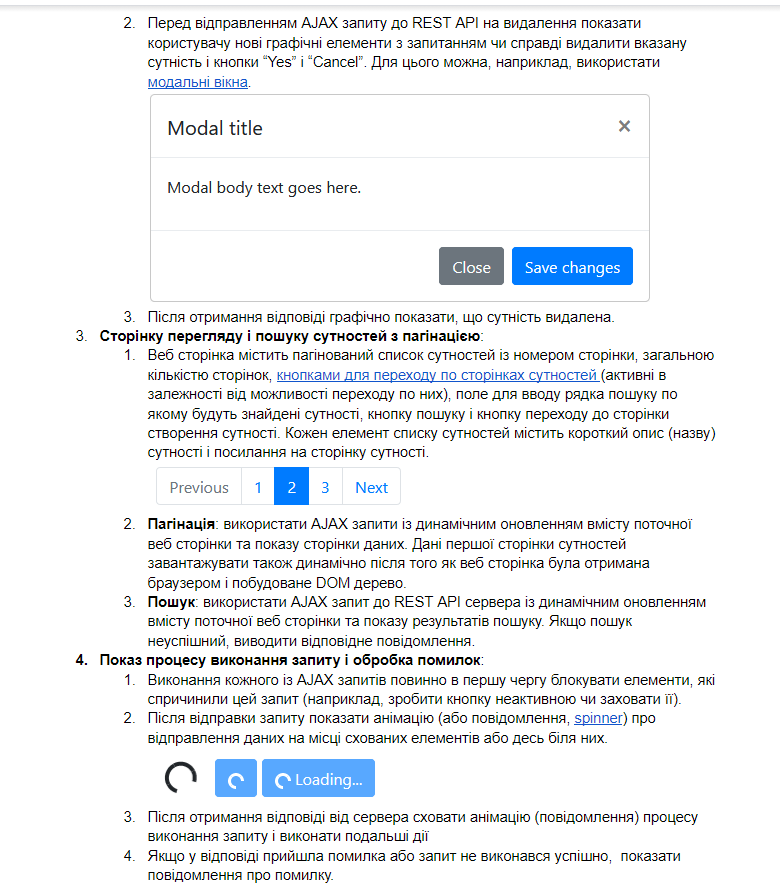 2. Перед відправленням AJAX запиту до REST API на видалення показати
користувачу нові графічні елементи з запитанням чи справді видалити вказану
сутність і кнопки “Yes” і “Cancel”. Для цього можна, наприклад, використати
модальні вікна.
Modal title ×
Modal body text goes here.
Close Save changes
3. Після отримання відповіді графічно показати, що сутність видалена.
3. Сторінку перегляду і пошуку сутностей з пагінацією:
1. Веб сторінка містить пагінований список сутностей із номером сторінки, загальною
кількістю сторінок, кнопками для переходу по сторінках сутностей (активні в
залежності від можливості переходу по них), поле для вводу рядка пошуку по
якому будуть знайдені сутності, кнопку пошуку і кнопку переходу до сторінки
створення сутності. Кожен елемент списку сутностей містить короткий опис (назву)
сутності і посилання на сторінку сутності.
Previous 1 2 3 Next
2. Пагінація: використати AJAX запити із динамічним оновленням вмісту поточної
веб сторінки та показу сторінки даних. Дані першої сторінки сутностей
завантажувати також динамічно після того як веб сторінка була отримана
браузером і побудоване DOM дерево.
3. Пошук: використати AJAX запит до REST API сервера із динамічним оновленням
вмісту поточної веб сторінки та показу результатів пошуку. Якщо пошук
неуспішний, виводити відповідне повідомлення.
4. Показ процесу виконання запиту і обробка помилок:
1. Виконання кожного із AJAX запитів повинно в першу чергу блокувати елементи, які
спричинили цей запит (наприклад, зробити кнопку неактивною чи заховати її).
2. Після відправки запиту показати анімацію (або повідомлення, spinner) про
відправлення даних на місці схованих елементів або десь біля них.
Loading...
3. Після отримання відповіді від сервера сховати анімацію (повідомлення) процесу
виконання запиту і виконати подальші дії
4. Якщо у відповіді прийшла помилка або запит не виконався успішно, показати
повідомлення про помилку.